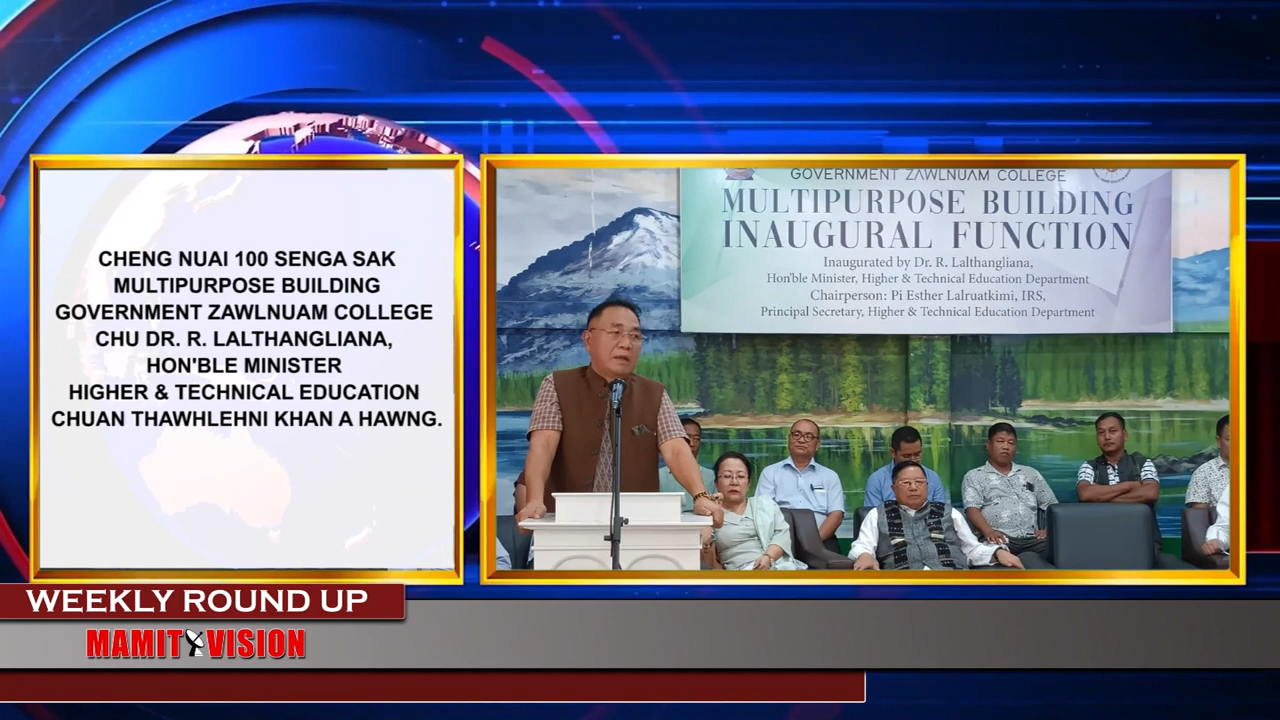 CHENG NUAI 100 SENGA SAK
MULTIPURPOSE BUILDING
GOVERNMENT ZAWLNUAM COLLEGE
CHU DR. R. LALTHANGLIANA,
HON'BLE MINISTER
HIGHER & TECHNICAL EDUCATION
CHUAN THAWHLEHNI KHAN A HAWNG.
GOVERNMENT ZAWLNUAM COLLEGE
MULTIPURPOSE BUILDING
INAUGURAL FUNCTION
Inaugurated by Dr. R. Lalthangliana,
Hon'ble Minister, Higher & Technical Education Department
Chairperson: Pi Esther Lalruatkimi, IRS,
Principal Secretary, Higher & Technical Education Department
WEEKLY ROUND UP
MAMIT VISION